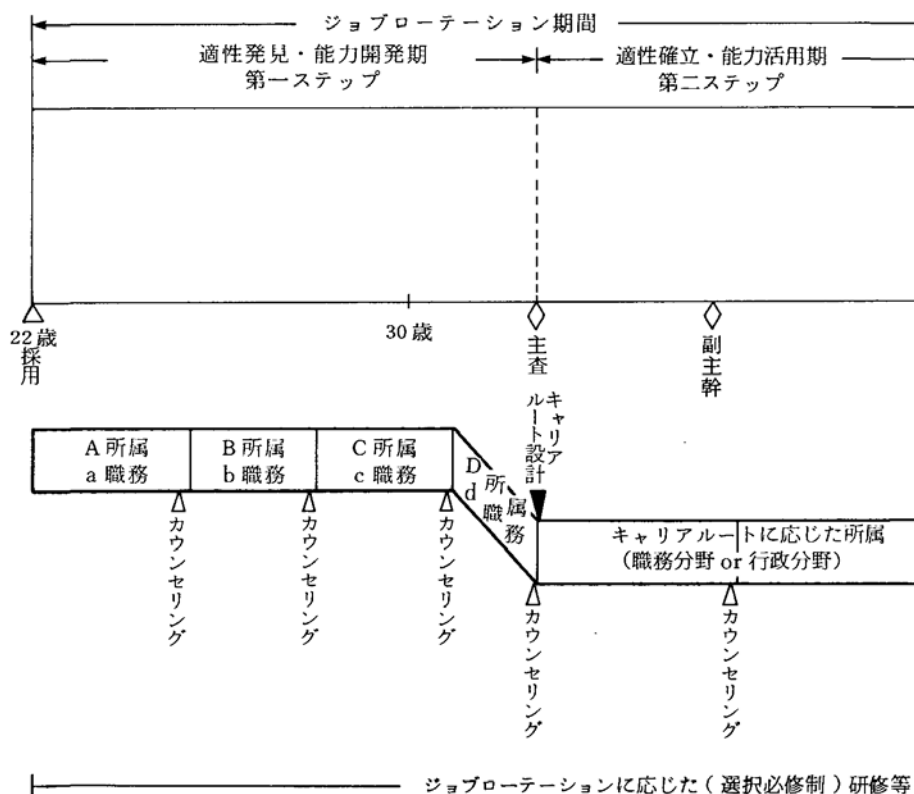 ジョブローテーション期間
適性発見・能力開発期
第一ステップ
適性確立・能力活用期
第二ステップ
22歳
採用
30歳
主査
副主幹
キャリア
ルート設計
A所属
a職務
B所属
b職務
C所属
c職務
D所属
d職務
キャリアルートに応じた所属
(職務分野or行政分野)
カウンセリング
カウンセリング
カウンセリング
カウンセリング
カウンセリング
ジョブローテーションに応じた(選択必修制)研修等